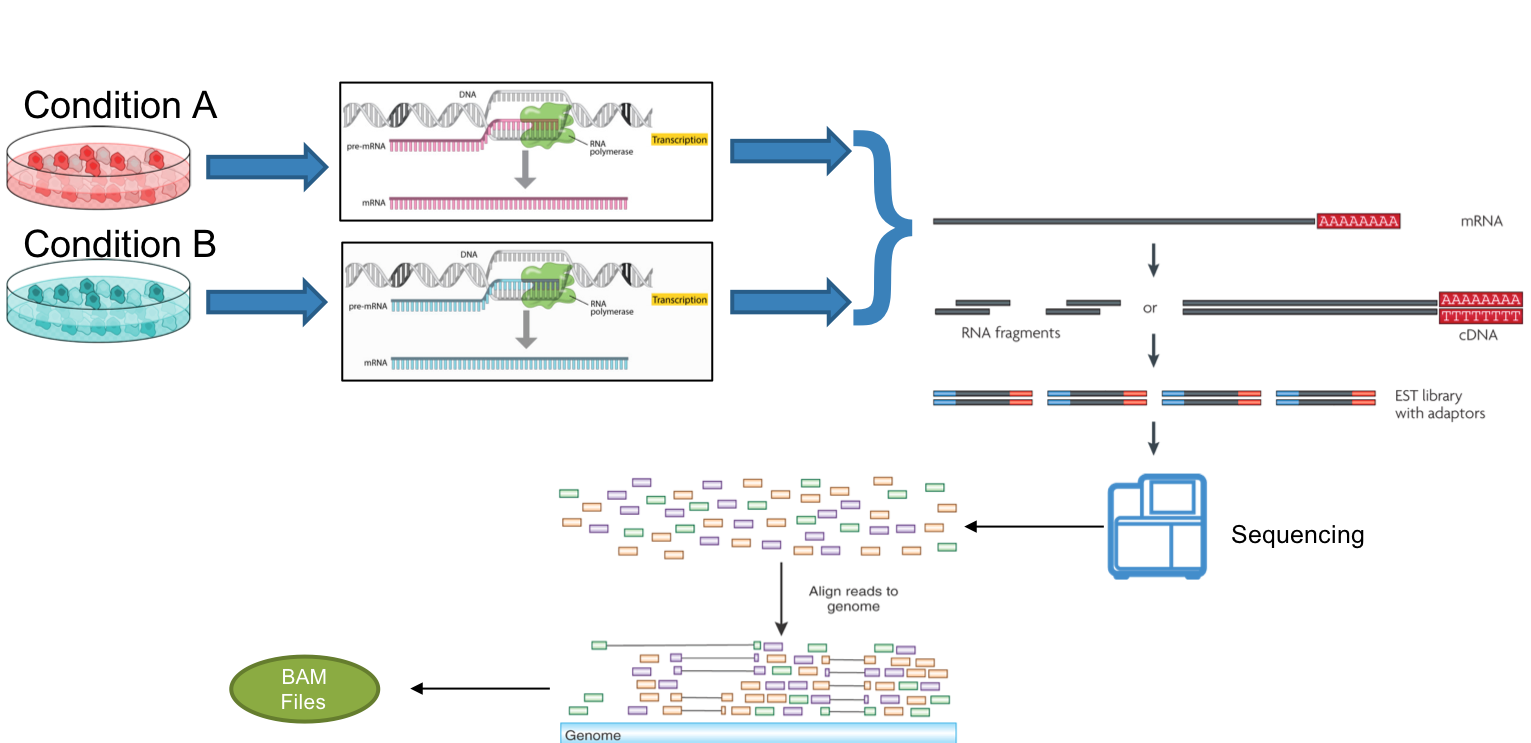 Condition A
DNA
pre-mRNA
RNA
polymerase
Transcription
mRNA
Condition B
DNA
pre-mRNA
RNA
polymerase
Transcription
mRNA
AAAAAAAA
mRNA
RNA fragments
or
AAAAAAAA
TTTTTTTT
cDNA
EST library
with adaptors
Sequencing
Align reads to
genome
BAM
Files
Genome